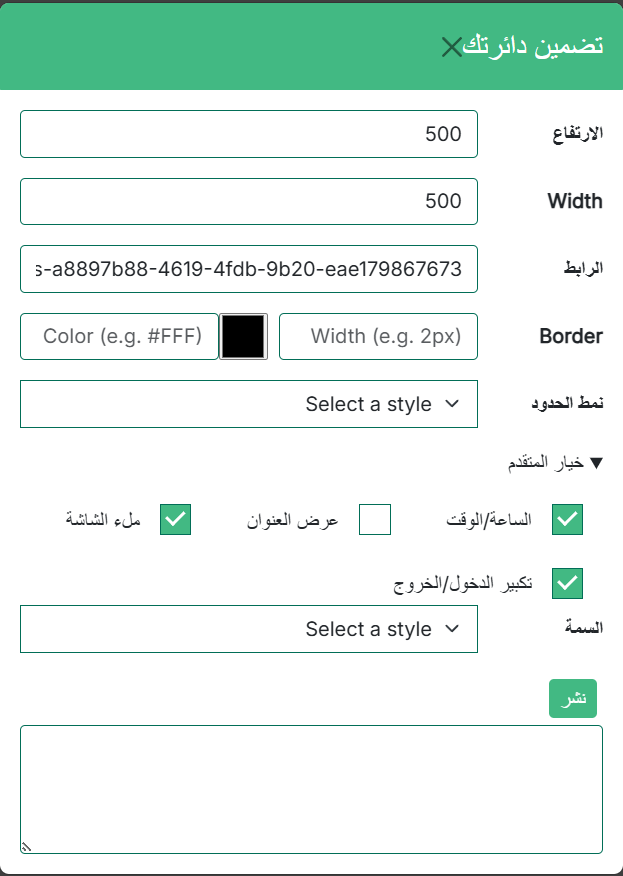 تضمين دائرتك
الارتفاع 500
Width 500
الرابط s-a8897b88-4619-4fdb-9b20-eae179867673
Border Width (e.g. 2px) Color (e.g. #FFF)
نمط الحدود Select a style
▼ خيار المتقدم
الساعة/الوقت عرض العنوان ملء الشاشة
تكبير الدخول/الخروج
السمة Select a style
نشر